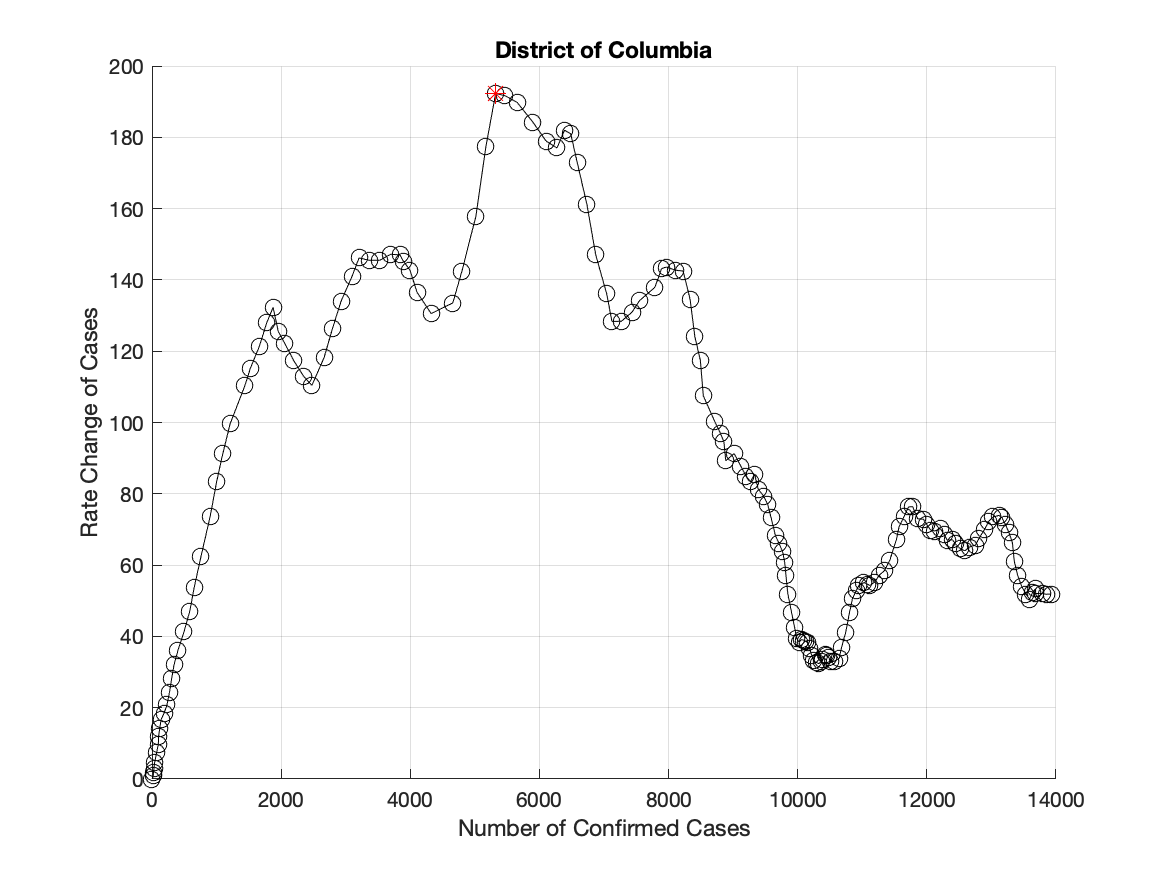 District of Columbia
200
180
160
140
120
100
80
60
40
20
0
Rate Change of Cases
0 2000 4000 6000 8000 10000 12000 14000
Number of Confirmed Cases